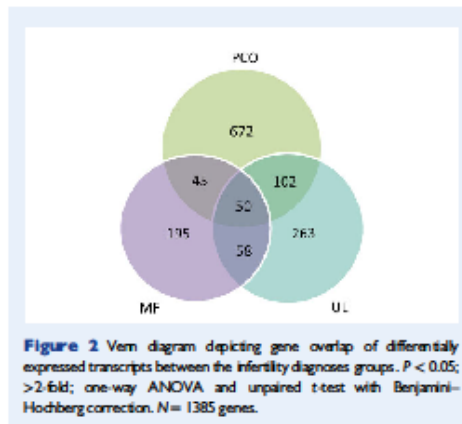 PCO
672
45
102
50
195
263
58
MF
UL
Figure 2 Venn diagram depicting gene overlap of differentially
expressed transcripts between the infertility diagnoses groups. P < 0.05;
>2-fold; one-way ANOVA and unpaired t-test with Benjamini–
Hochberg correction. N = 1385 genes.